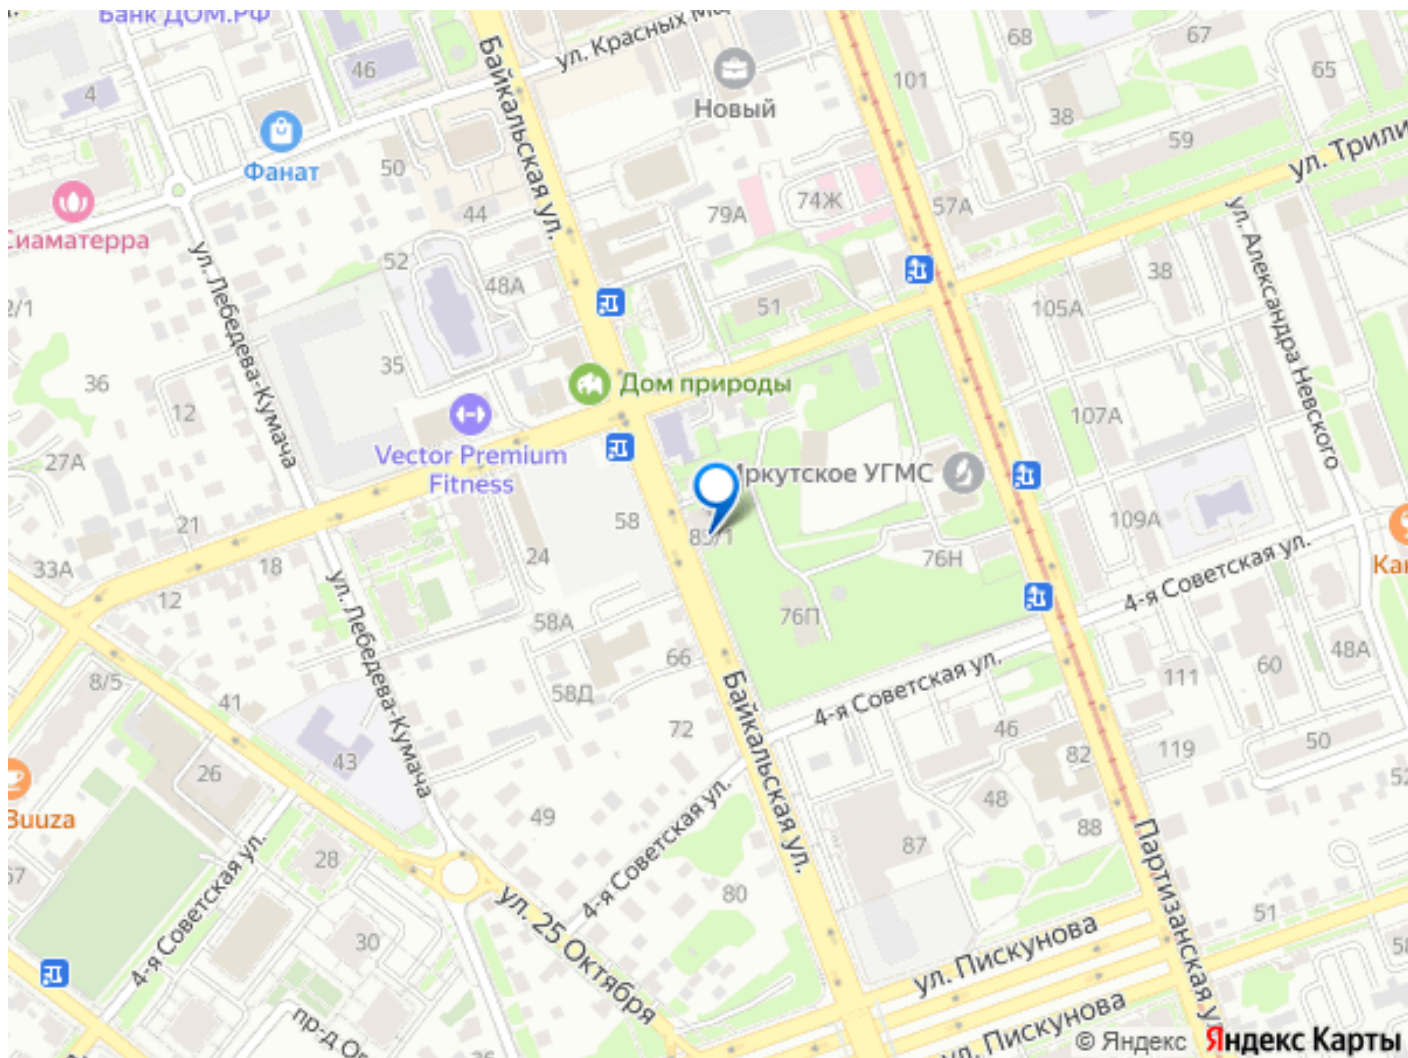 Банк ДОМ.РФ
ул. Красных
Байкальская ул.
68
67
65
46
4
101
Новый
38
59
Фанат
50
ул. Трили
74Ж
57А
79А
44
ул. Лебедева-Кумача
52
48А
38
2/1
51
105А
ул. Александра Невского
35
36
Дом природы
12
107А
Vector Premium
Fitness
27А
Иркутское УГМС
21
58
109А
24
76Н
33А
18
12
ул. Лебедева-Кумача
58А
76П
4-я Советская ул.
66
8/5
41
58Д
4-я Советская ул.
111
60
48А
Байкальская ул.
72
46
82
119
50
43
26
49
48
88
87
Buuza
28
4-я Советская ул.
4-я Советская ул.
80
Партизанская ул.
51
ул. 25 Октября
30
ул. Пискунова
ул. Пискунова
© Яндекс
Яндекс Карты